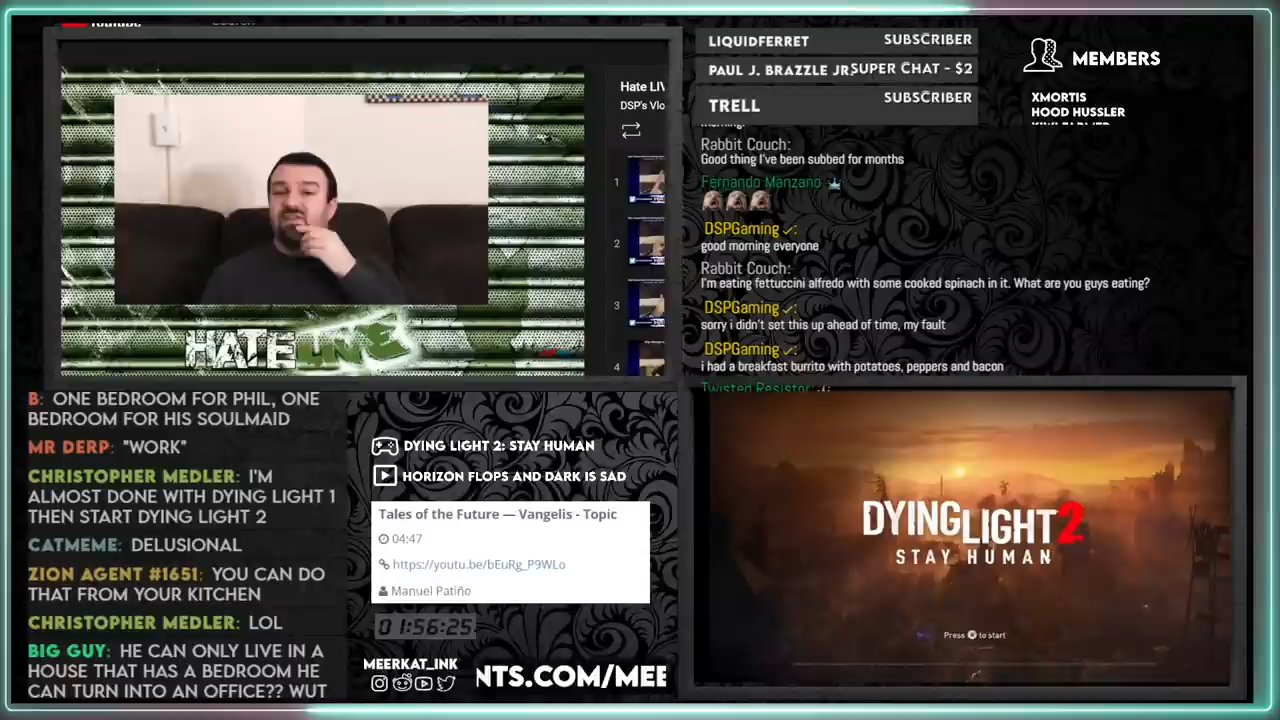 YouTube
Search
Hate LIV
DSP's Vlo
1
2
3
4
HATE LIVE
LIQUIDFERRET SUBSCRIBER
PAUL J. BRAZZLE JR. SUPER CHAT - $2
TRELL SUBSCRIBER
MEMBERS
XMORTIS
HOOD HUSSLER
morning.
Rabbit Couch:
Good thing I've been subbed for months
Fernando Manzano
DSPGaming ✓:
good morning everyone
Rabbit Couch:
I'm eating fettuccini alfredo with some cooked spinach in it. What are you guys eating?
DSPGaming ✓:
sorry i didn't set this up ahead of time, my fault
DSPGaming ✓:
i had a breakfast burrito with potatoes, peppers and bacon
Twisted Resistor
B: ONE BEDROOM FOR PHIL, ONE
BEDROOM FOR HIS SOULMAID
MR DERP: "WORK"
CHRISTOPHER MEDLER: I'M
ALMOST DONE WITH DYING LIGHT 1
THEN START DYING LIGHT 2
CATMEME: DELUSIONAL
ZION AGENT #1651: YOU CAN DO
THAT FROM YOUR KITCHEN
CHRISTOPHER MEDLER: LOL
BIG GUY: HE CAN ONLY LIVE IN A
HOUSE THAT HAS A BEDROOM HE
CAN TURN INTO AN OFFICE?? WUT
DYING LIGHT 2: STAY HUMAN
HORIZON FLOPS AND DARK IS SAD
Tales of the Future — Vangelis - Topic
04:47
https://youtu.be/bEuRg_P9WLo
Manuel Patiño
01:56:25
MEERKAT_INK
NTS.COM/MEE
DYING LIGHT 2
STAY HUMAN
Press X to start